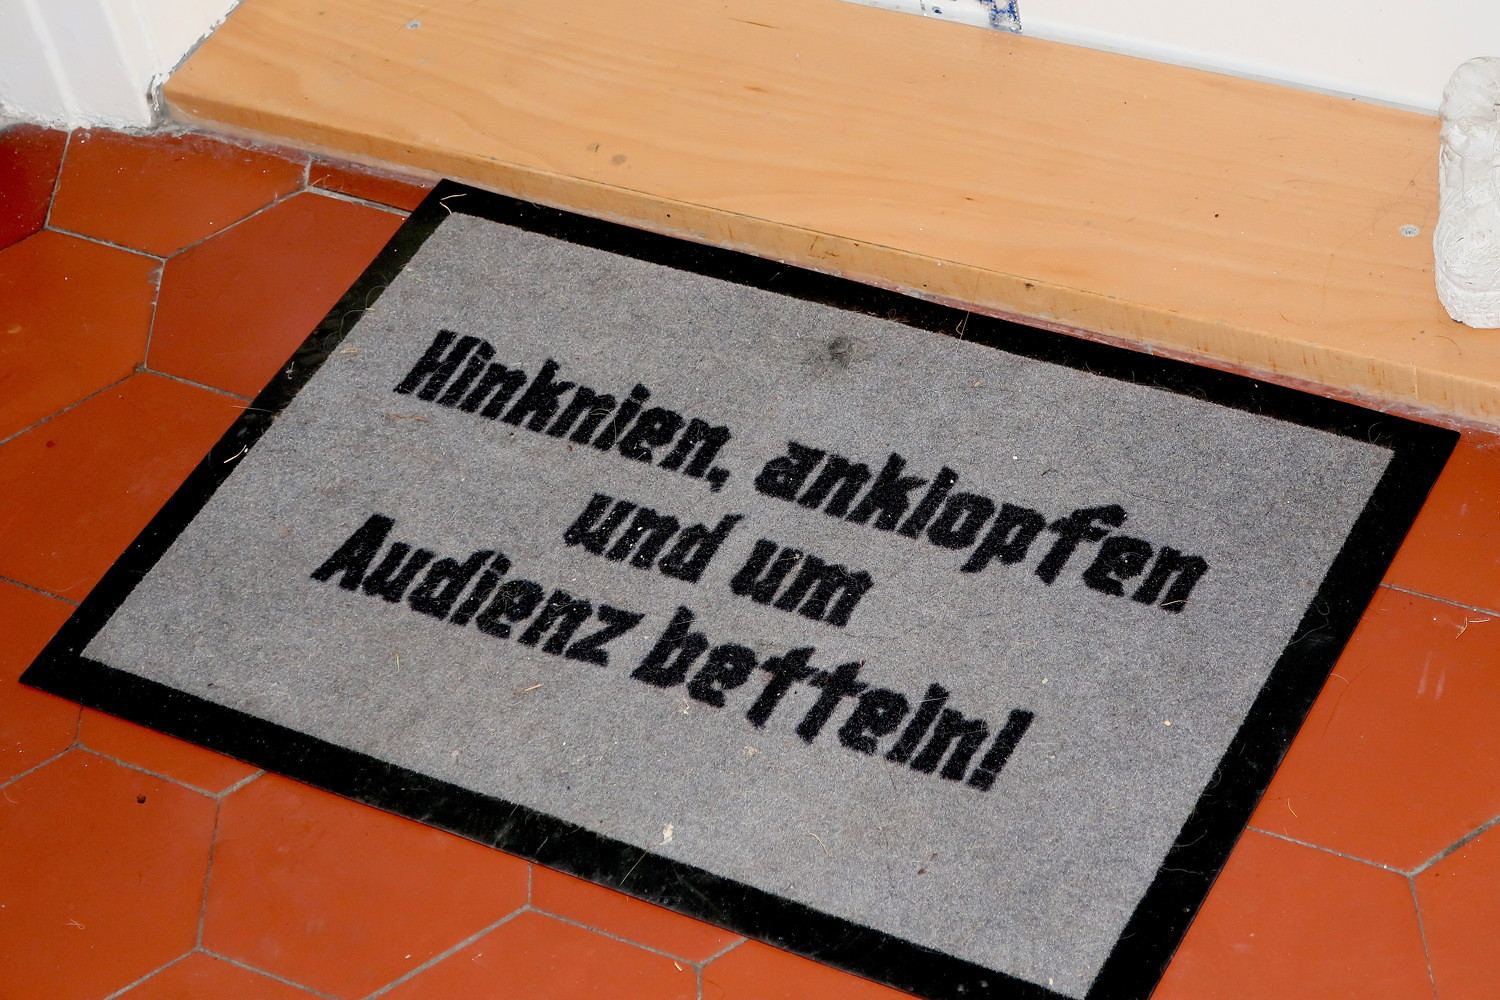 Hinknien, anklopfen
und um
Audienz betteln!